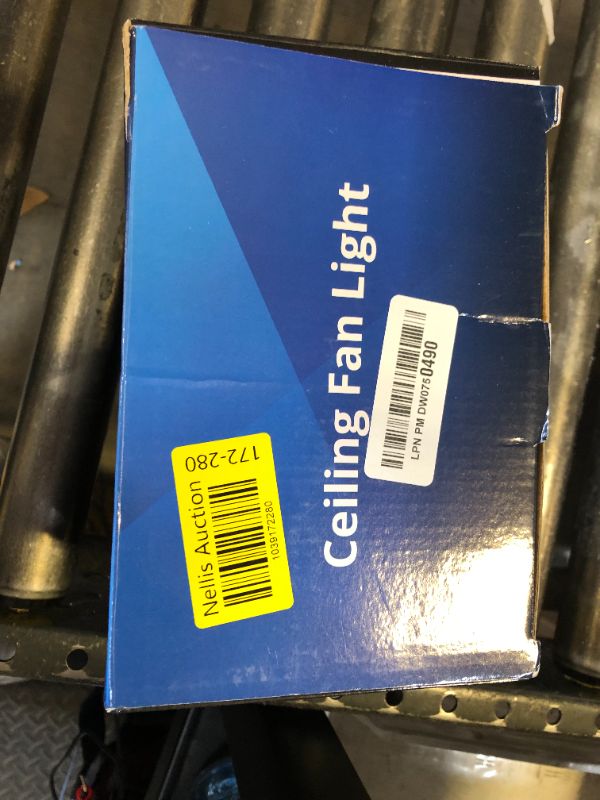 Ceiling Fan Light
LPN PM DW0750490
Nellis Auction
172-280
1039172280